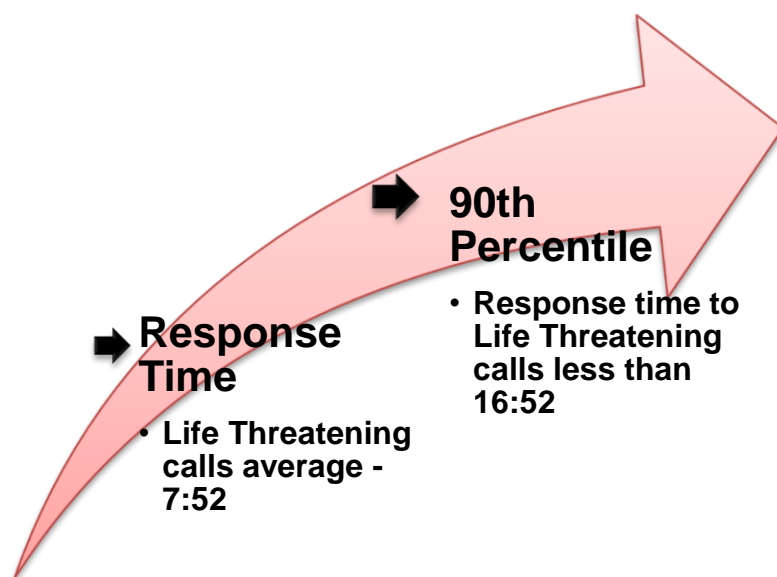 Response
Time
• Life Threatening
calls average -
7:52
90th
Percentile
• Response time to
Life Threatening
calls less than
16:52